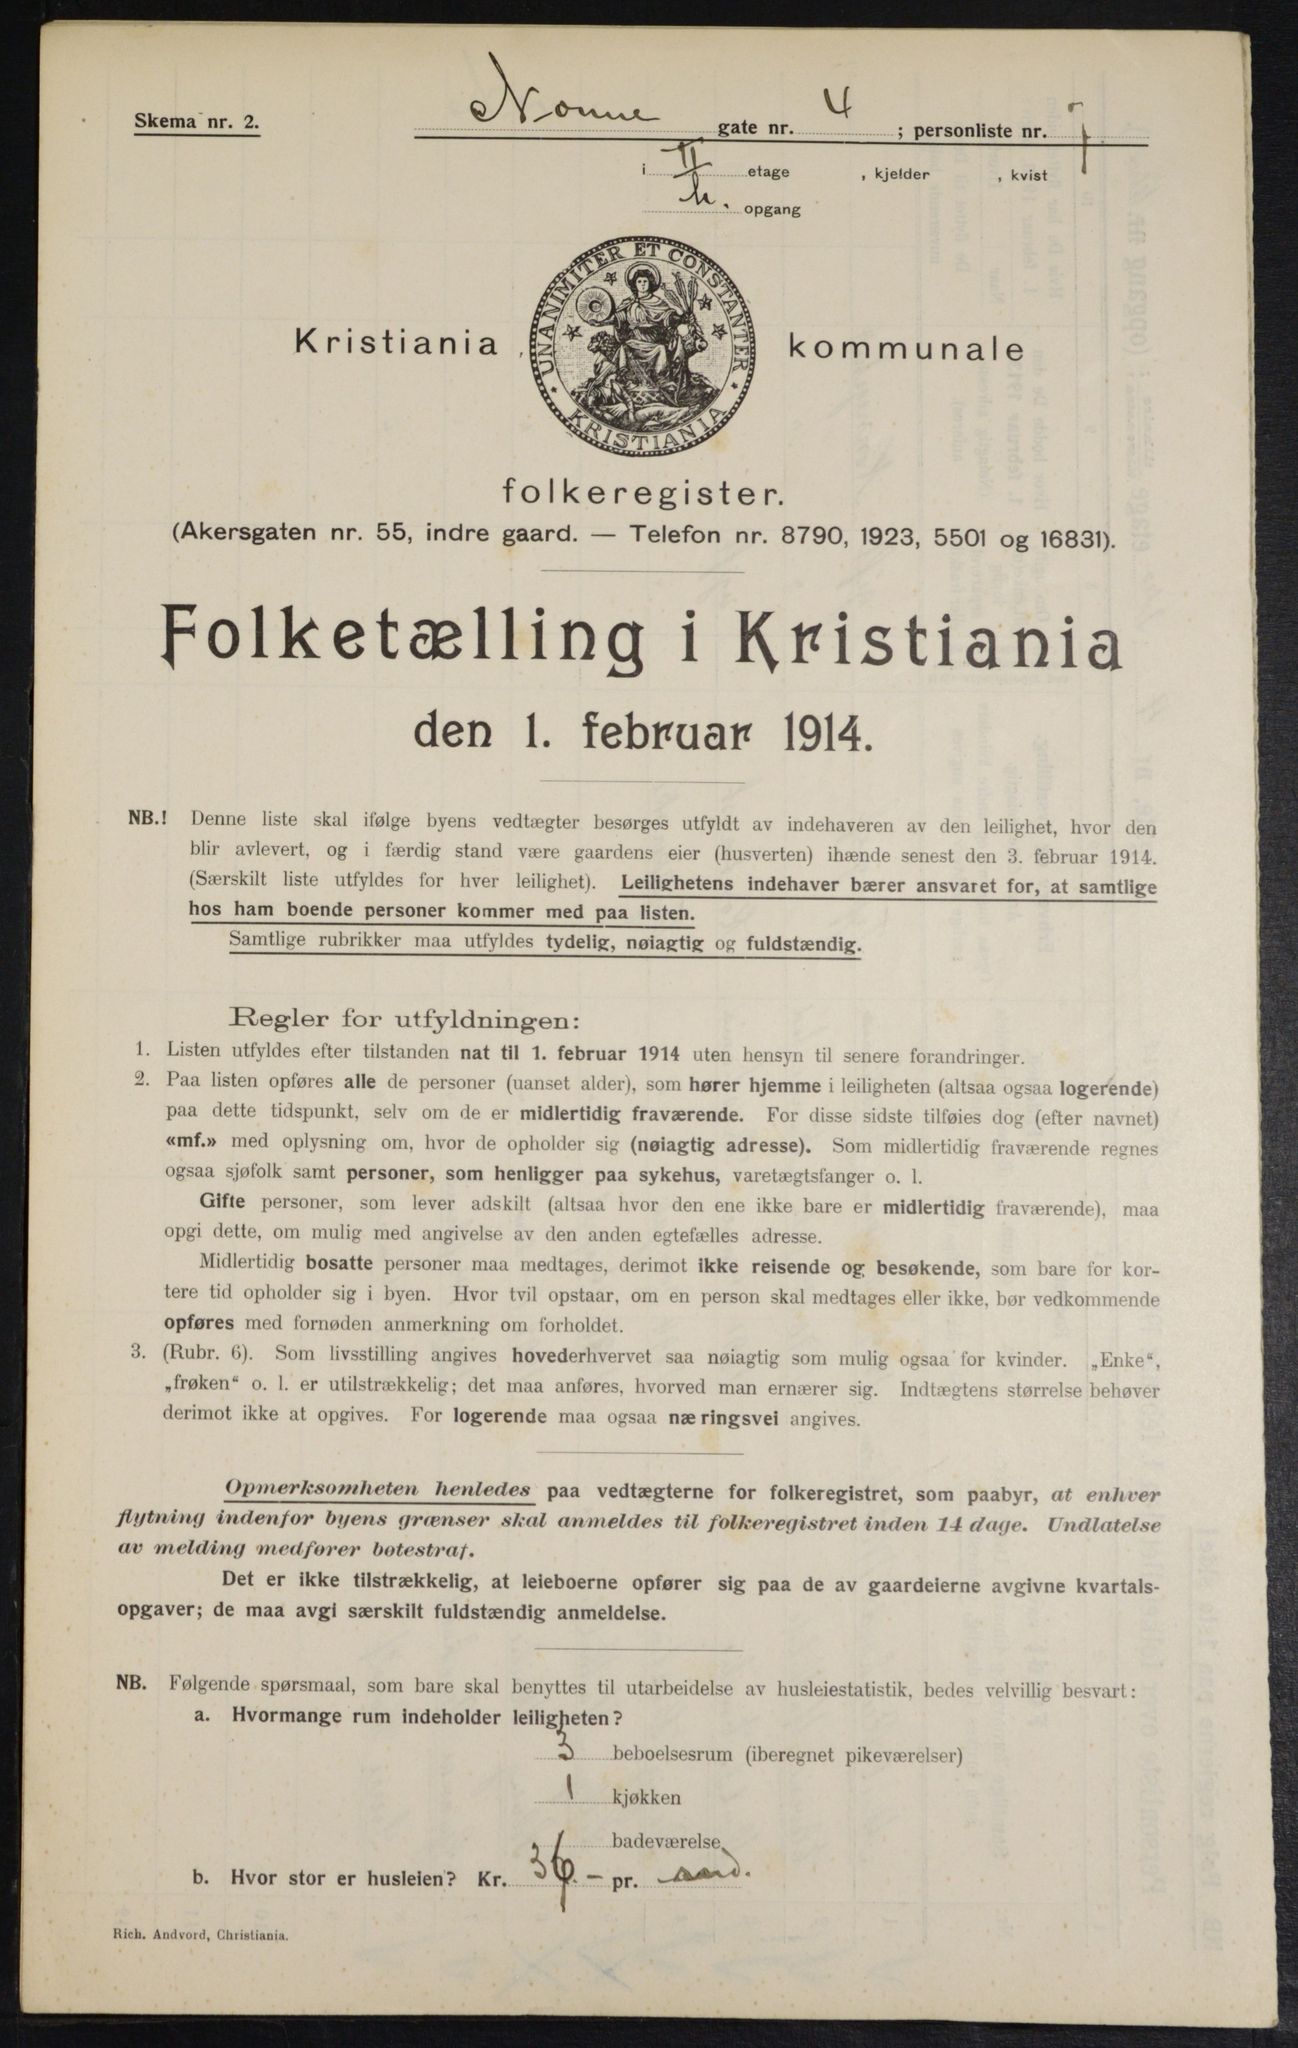 Skema nr. 2.
Nonne gate nr. 4 ; personliste nr. 7
i II etage , kjelder , kvist
h. opgang
UNANIMITER ET CONSTANTER
KRISTIANIA
Kristiania kommunale
folkeregister.
(Akersgaten nr. 55, indre gaard. — Telefon nr. 8790, 1923, 5501 og 16831).
Folketælling i Kristiania
den 1. februar 1914.
NB.! Denne liste skal ifølge byens vedtægter besørges utfyldt av indehaveren av den leilighet, hvor den
blir avlevert, og i færdig stand være gaardens eier (husverten) ihænde senest den 3. februar 1914.
(Særskilt liste utfyldes for hver leilighet). Leilighetens indehaver bærer ansvaret for, at samtlige
hos ham boende personer kommer med paa listen.
Samtlige rubrikker maa utfyldes tydelig, nøiagtig og fuldstændig.
Regler for utfyldningen:
1. Listen utfyldes efter tilstanden nat til 1. februar 1914 uten hensyn til senere forandringer.
2. Paa listen opføres alle de personer (uanset alder), som hører hjemme i leiligheten (altsaa ogsaa logerende)
paa dette tidspunkt, selv om de er midlertidig fraværende. For disse sidste tilføies dog (efter navnet)
«mf.» med oplysning om, hvor de opholder sig (nøiagtig adresse). Som midlertidig fraværende regnes
ogsaa sjøfolk samt personer, som henligger paa sykehus, varetægtsfanger o. l.
Gifte personer, som lever adskilt (altsaa hvor den ene ikke bare er midlertidig fraværende), maa
opgi dette, om mulig med angivelse av den anden egtefælles adresse.
Midlertidig bosatte personer maa medtages, derimot ikke reisende og besøkende, som bare for kor-
tere tid opholder sig i byen. Hvor tvil opstaar, om en person skal medtages eller ikke, bør vedkommende
opføres med fornøden anmerkning om forholdet.
3. (Rubr. 6). Som livsstilling angives hovederhvervet saa nøiagtig som mulig ogsaa for kvinder. „Enke“,
„frøken“ o. l. er utilstrækkelig; det maa anføres, hvorved man ernærer sig. Indtægtens størrelse behøver
derimot ikke at opgives. For logerende maa ogsaa næringsvei angives.
Opmerksomheten henledes paa vedtægterne for folkeregistret, som paabyr, at enhver
flytning indenfor byens grænser skal anmeldes til folkeregistret inden 14 dage. Undlatelse
av melding medfører bøtestraf.
Det er ikke tilstrækkelig, at leieboerne opfører sig paa de av gaardeierne avgivne kvartals-
opgaver; de maa avgi særskilt fuldstændig anmeldelse.
NB. Følgende spørsmaal, som bare skal benyttes til utarbeidelse av husleiestatistik, bedes velvillig besvart:
a. Hvormange rum indeholder leiligheten?
3 beboelsesrum (iberegnet pikeværelser)
1 kjøkken
badeværelse
b. Hvor stor er husleien? Kr. 36.- pr.
Rich. Andvord, Christiania.